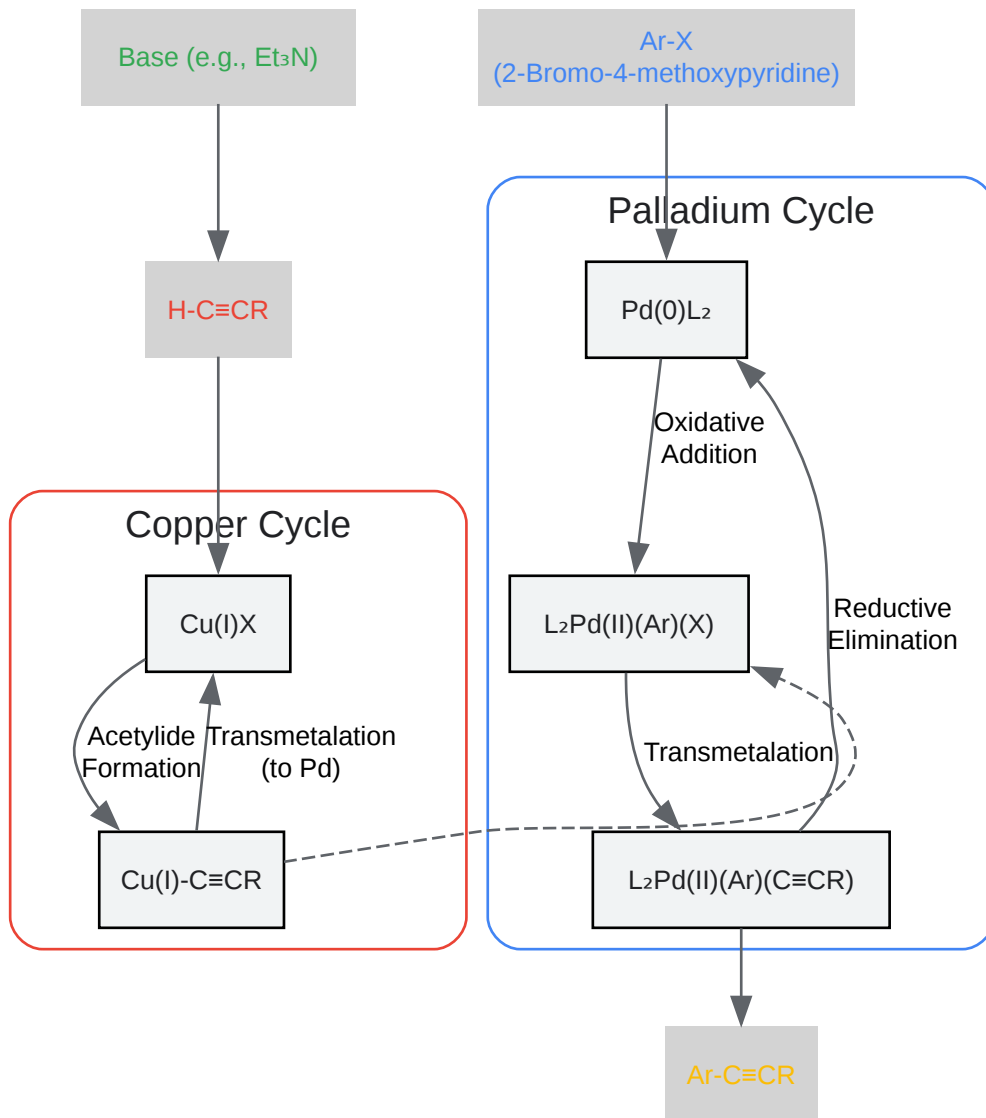 Base (e.g., Et₃N)
Ar-X
(2-Bromo-4-methoxypyridine)
Palladium Cycle
H-C≡CR
Pd(0)L₂
Oxidative
Addition
Copper Cycle
Cu(I)X
L₂Pd(II)(Ar)(X)
Reductive
Elimination
Acetylide
Formation
Transmetalation
(to Pd)
Transmetalation
Cu(I)-C≡CR
L₂Pd(II)(Ar)(C≡CR)
Ar-C≡CR